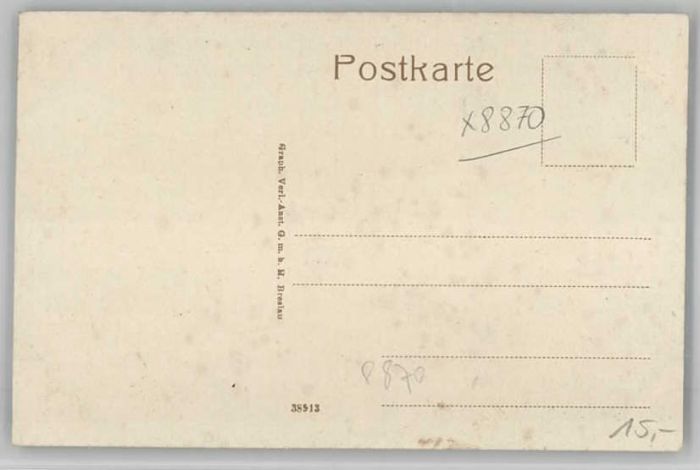 Postkarte
x8870
Graph. Verl.-Anst. G. m. b. H. Breslau
8870
38513
15,-